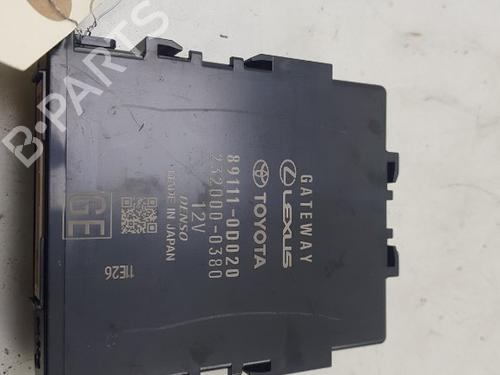 GATEWAY
LEXUS
TOYOTA
89111-0D020
232000-0380
12V
DENSO
MADE IN JAPAN
GE
11E26
B-PARTS